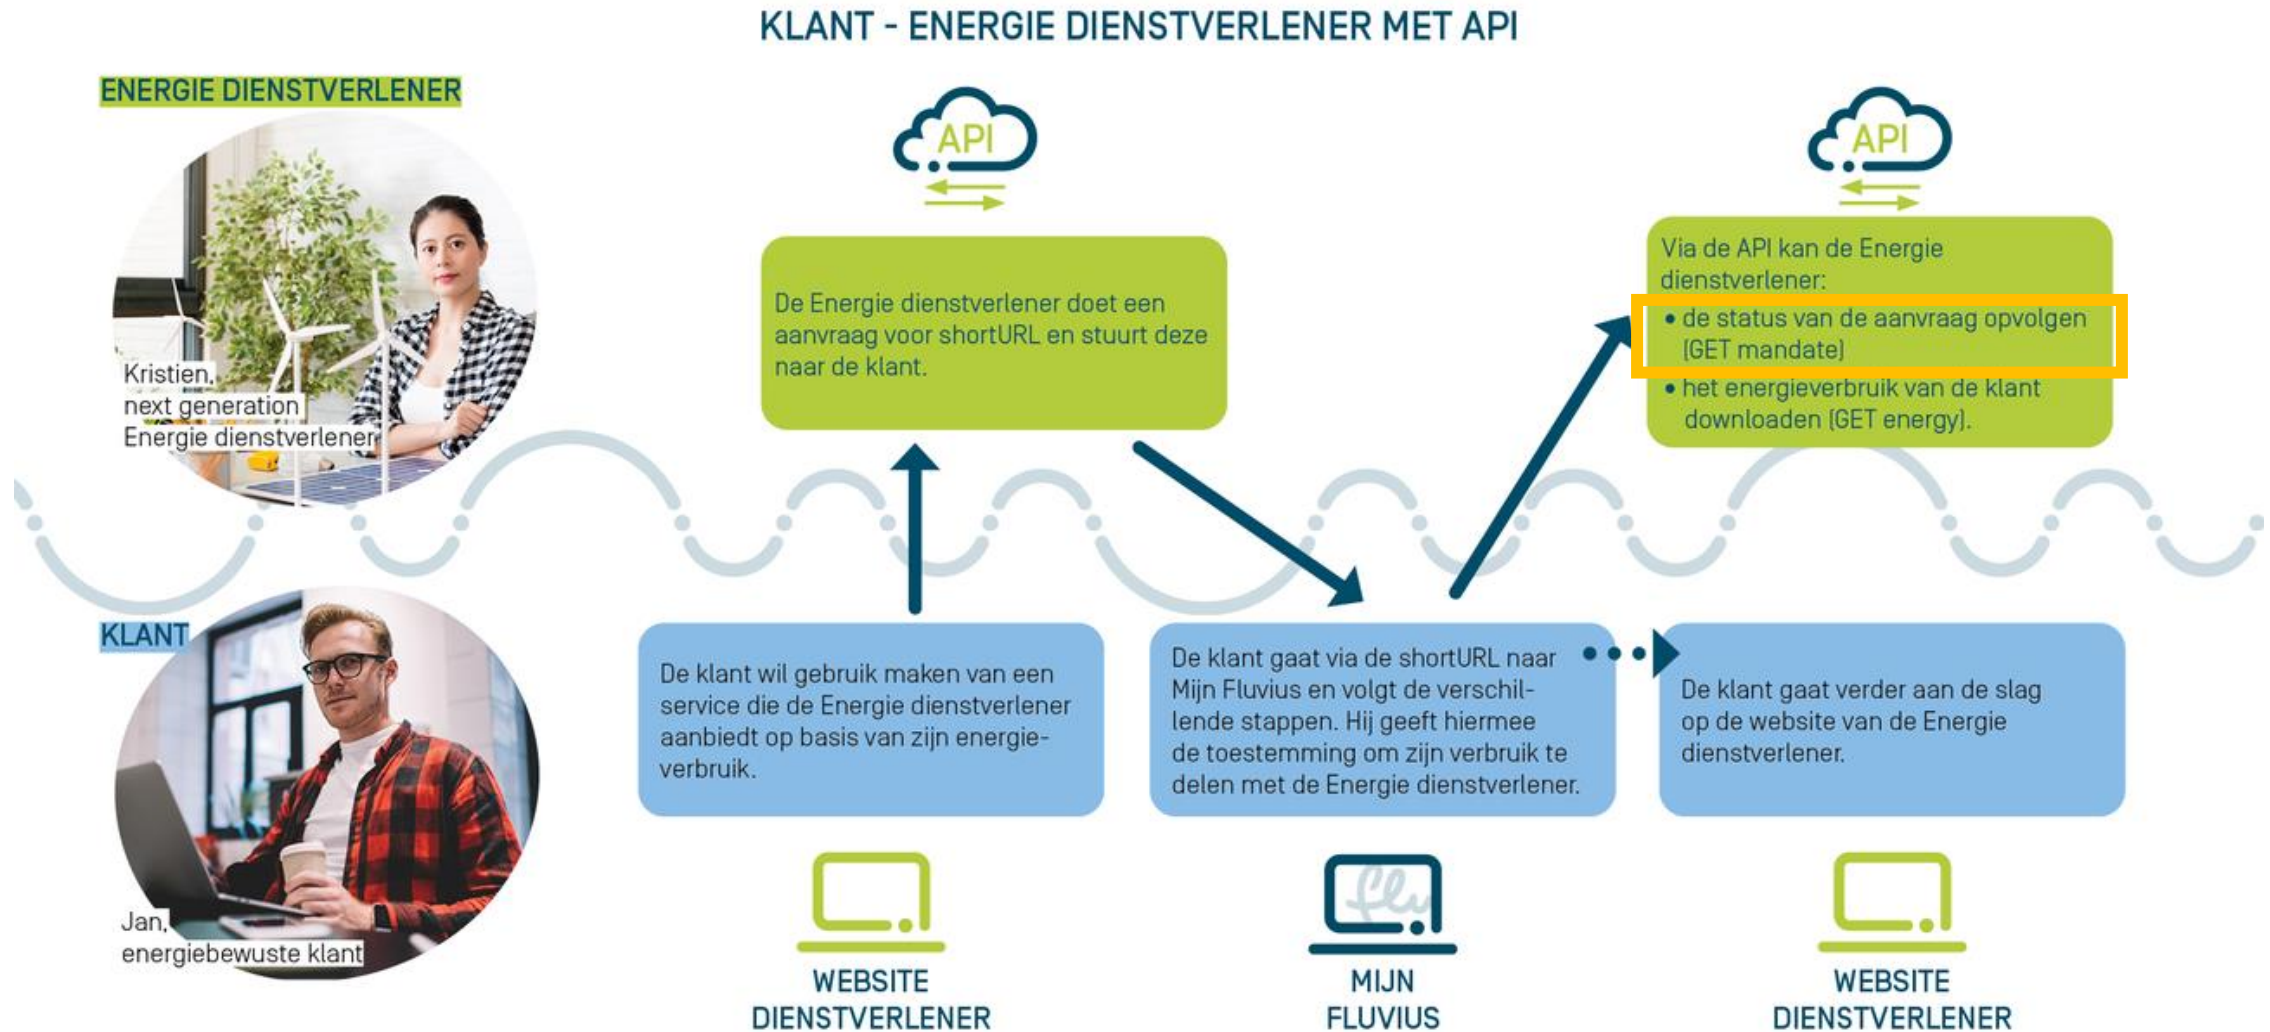 KLANT - ENERGIE DIENSTVERLENER MET API
ENERGIE DIENSTVERLENER
Kristien,
next generation
Energie dienstverlener
API
De Energie dienstverlener doet een
aanvraag voor shortURL en stuurt deze
naar de klant.
API
Via de API kan de Energie
dienstverlener:
• de status van de aanvraag opvolgen
(GET mandate)
• het energieverbruik van de klant
downloaden (GET energy).
KLANT
Jan,
energiebewuste klant
De klant wil gebruik maken van een
service die de Energie dienstverlener
aanbiedt op basis van zijn energie-
verbruik.
De klant gaat via de shortURL naar
Mijn Fluvius en volgt de verschil-
lende stappen. Hij geeft hiermee
de toestemming om zijn verbruik te
delen met de Energie dienstverlener.
De klant gaat verder aan de slag
op de website van de Energie
dienstverlener.
WEBSITE
DIENSTVERLENER
flu
MIJN
FLUVIUS
WEBSITE
DIENSTVERLENER